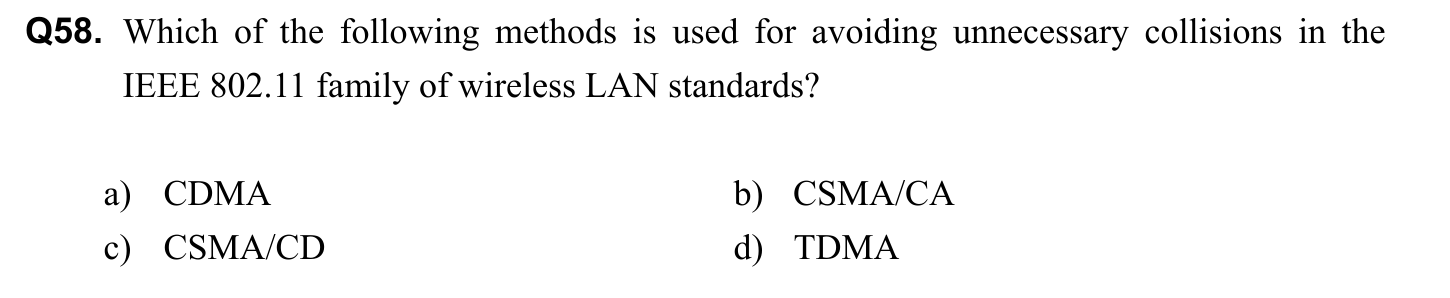 Q58. Which of the following methods is used for avoiding unnecessary collisions in the
IEEE 802.11 family of wireless LAN standards?
a) CDMA b) CSMA/CA
c) CSMA/CD d) TDMA